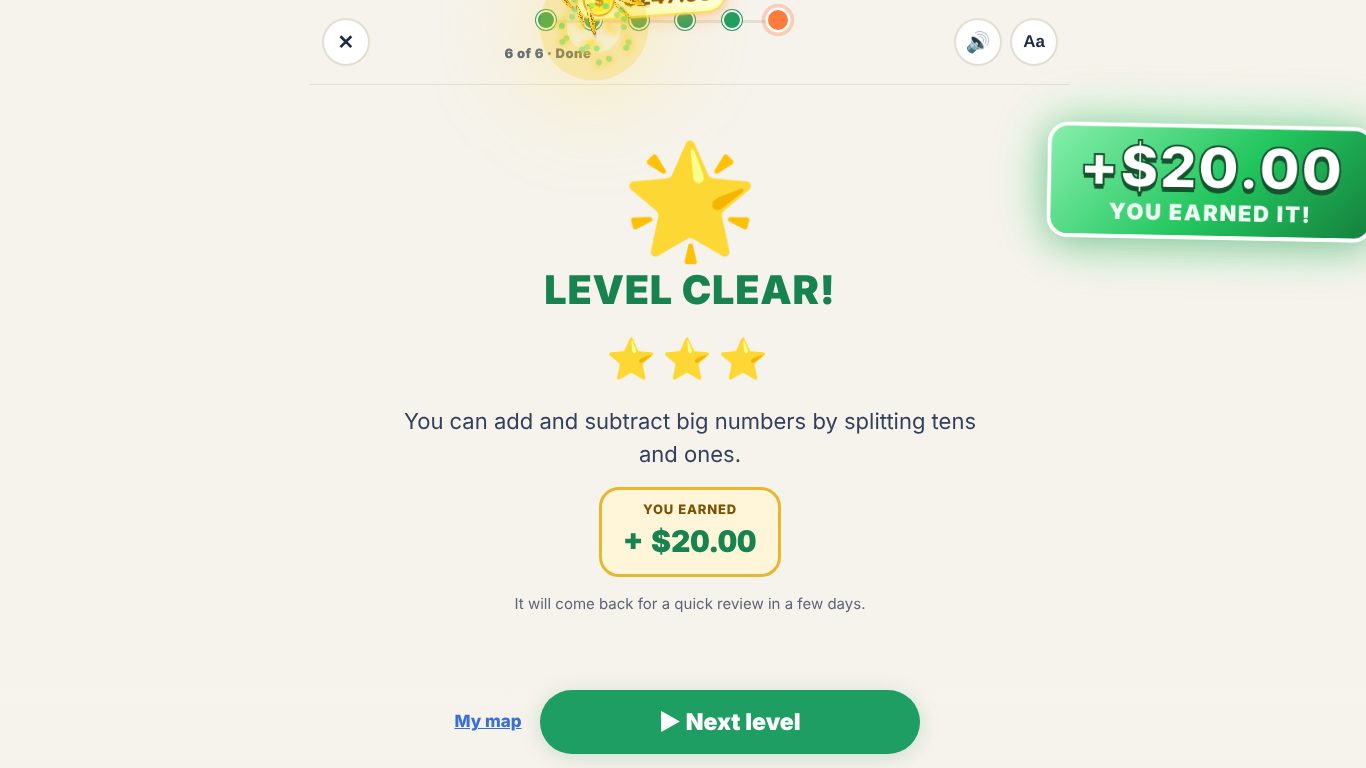 ✕
6 of 6 · Done
Aa
+$20.00
YOU EARNED IT!
LEVEL CLEAR!
You can add and subtract big numbers by splitting tens
and ones.
YOU EARNED
+ $20.00
It will come back for a quick review in a few days.
My map
▶ Next level